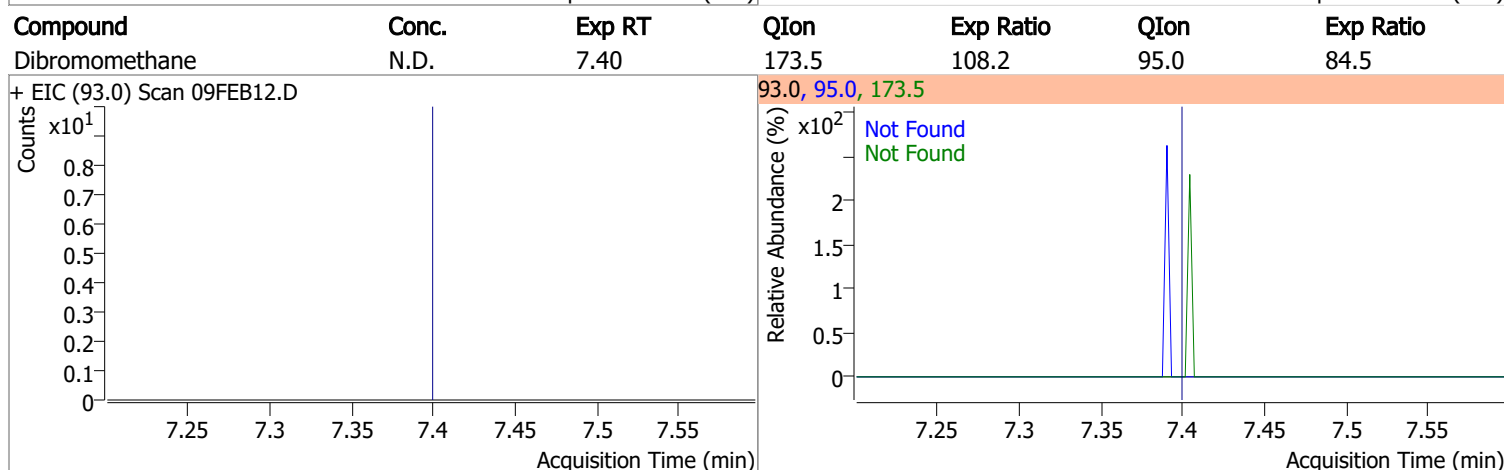 Compound Conc. Exp RT QIon Exp Ratio QIon Exp Ratio
Dibromomethane N.D. 7.40 173.5 108.2 95.0 84.5
+ EIC (93.0) Scan 09FEB12.D
Counts
x10¹
0.8
0.7
0.6
0.5
0.4
0.3
0.2
0.1
0
7.25 7.3 7.35 7.4 7.45 7.5 7.55
Acquisition Time (min)
93.0, 95.0, 173.5
Relative Abundance (%)
x10²
Not Found
Not Found
2
1.5
1
0.5
0
7.25 7.3 7.35 7.4 7.45 7.5 7.55
Acquisition Time (min)